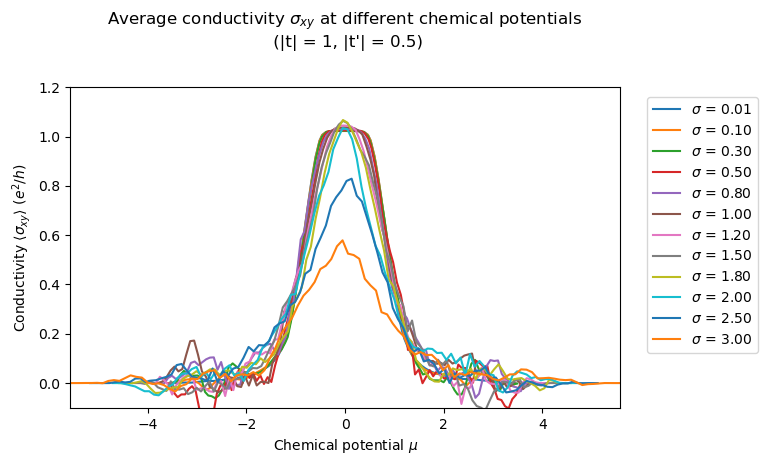 Average conductivity σxy at different chemical potentials
(|t| = 1, |t'| = 0.5)
1.2
1.0
0.8
0.6
0.4
0.2
0.0
Conductivity ⟨σxy⟩ (e²/h)
−4
−2
0
2
4
Chemical potential μ
σ = 0.01
σ = 0.10
σ = 0.30
σ = 0.50
σ = 0.80
σ = 1.00
σ = 1.20
σ = 1.50
σ = 1.80
σ = 2.00
σ = 2.50
σ = 3.00